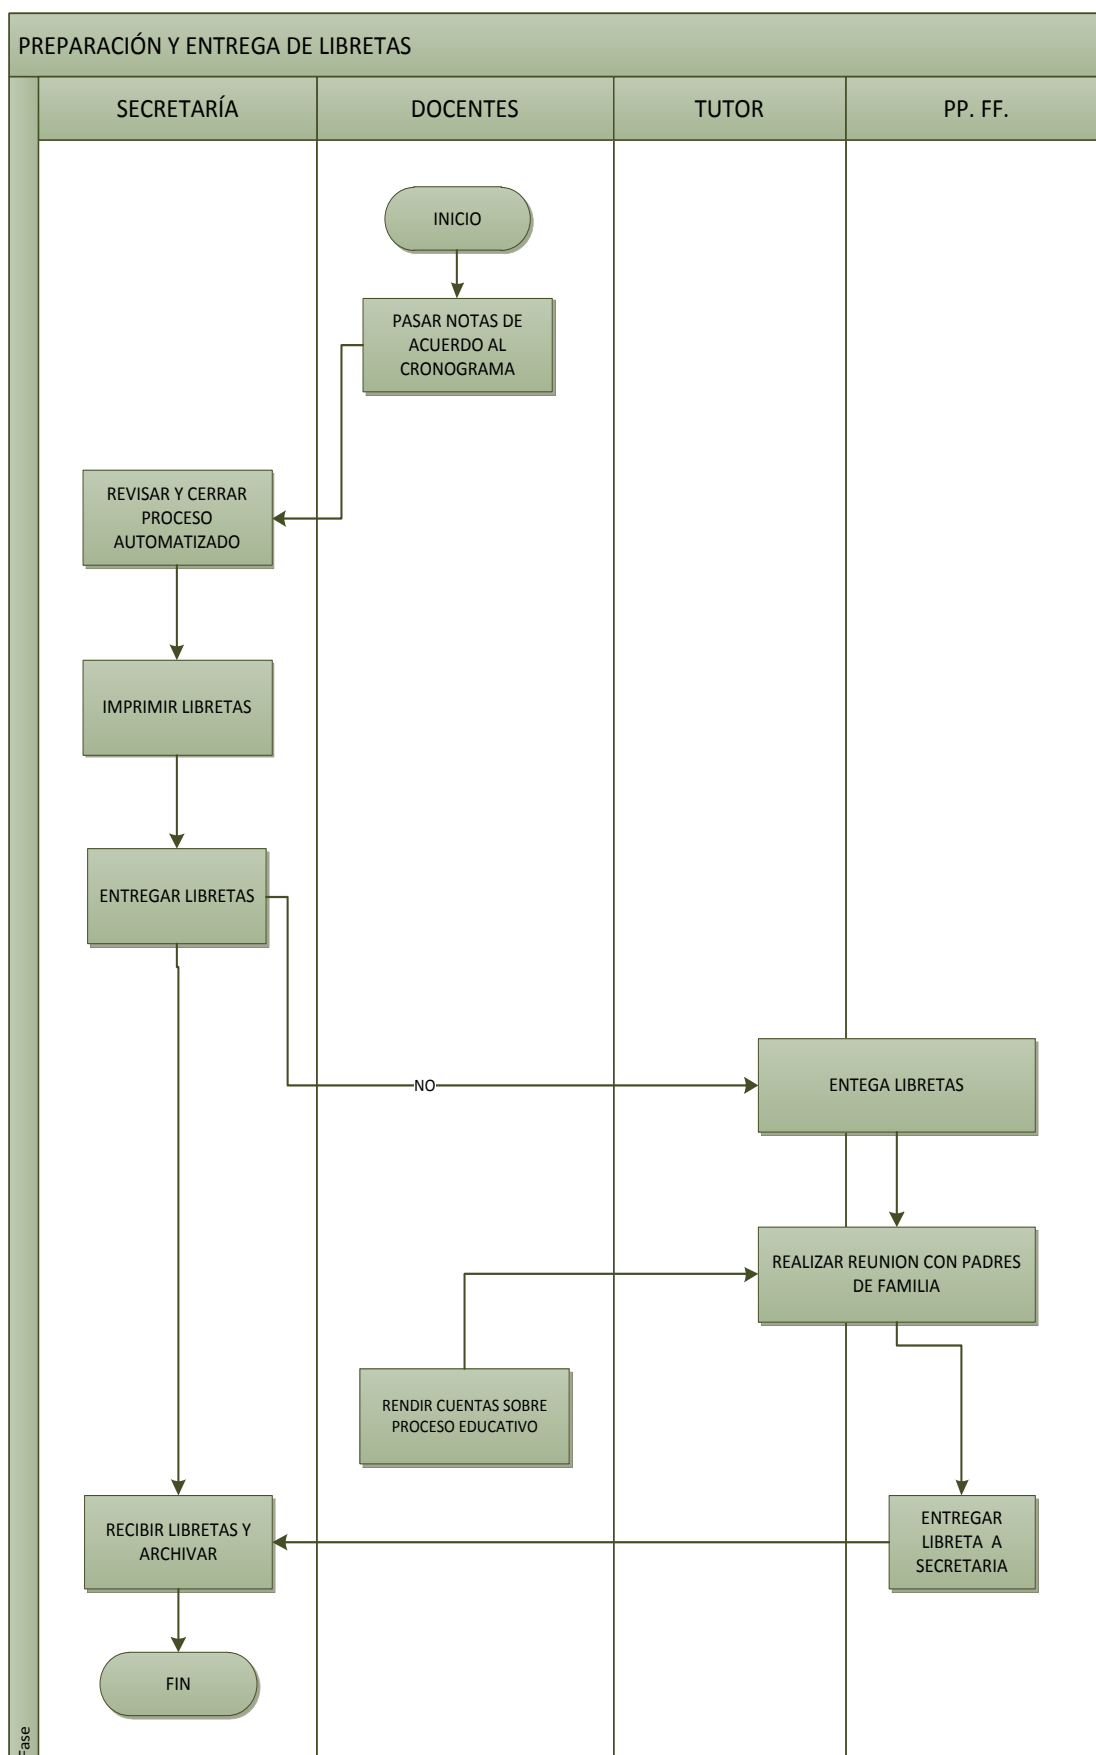 PREPARACIÓN Y ENTREGA DE LIBRETAS
SECRETARÍA
DOCENTES
TUTOR
PP. FF.
INICIO
PASAR NOTAS DE
ACUERDO AL
CRONOGRAMA
REVISAR Y CERRAR
PROCESO
AUTOMATIZADO
IMPRIMIR LIBRETAS
ENTREGAR LIBRETAS
NO
ENTEGA LIBRETAS
REALIZAR REUNION CON PADRES
DE FAMILIA
RENDIR CUENTAS SOBRE
PROCESO EDUCATIVO
RECIBIR LIBRETAS Y
ARCHIVAR
ENTREGAR
LIBRETA A
SECRETARIA
FIN
Fase